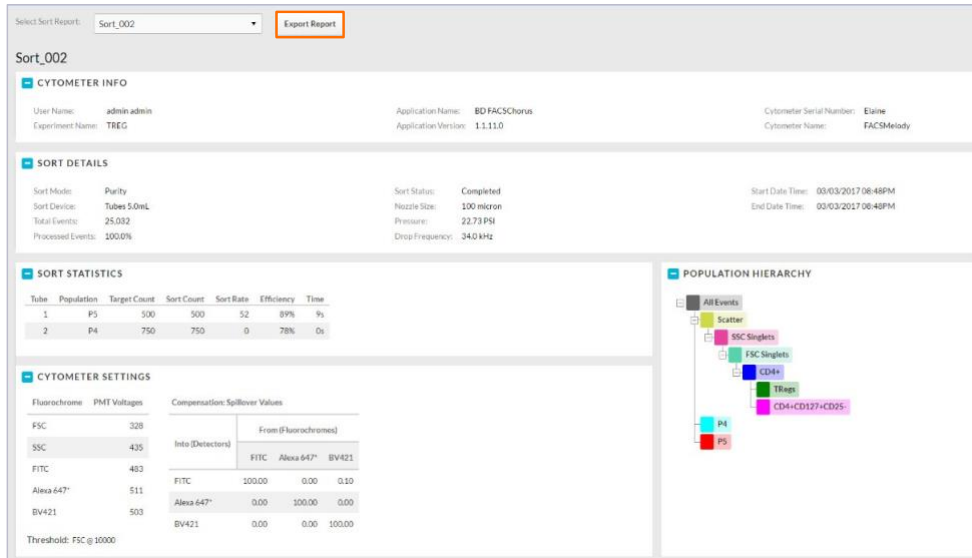 Select Sort Report: Sort_002 Export Report
Sort_002
CYTOMETER INFO
User Name: admin admin Application Name: BD FACSChorus Cytometer Serial Number: Elaine
Experiment Name: TREG Application Version: 1.1.11.0 Cytometer Name: FACSMelody
SORT DETAILS
Sort Mode: Purity Sort Status: Completed Start Date Time: 03/03/2017 08:48PM
Sort Device: Tubes 5.0mL Nozzle Size: 100 micron End Date Time: 03/03/2017 08:48PM
Total Events: 25,032 Pressure: 22.73 PSI
Processed Events: 100.0% Drop Frequency: 34.0 kHz
SORT STATISTICS
Tube Population Target Count Sort Count Sort Rate Efficiency Time
1 P5 500 500 52 89% 9s
2 P4 750 750 0 78% 0s
POPULATION HIERARCHY
All Events
Scatter
SSC Singlets
FSC Singlets
CD4+
TRegs
CD4+CD127+CD25-
P4
P5
CYTOMETER SETTINGS
Fluorochrome PMT Voltages
FSC 328
SSC 435
FITC 483
Alexa 647* 511
BV421 503
Threshold: FSC @ 10000
Compensation: Spillover Values
Into (Detectors) From (Fluorochromes)
FITC Alexa 647* BV421
FITC 100.00 0.00 0.10
Alexa 647* 0.00 100.00 0.00
BV421 0.00 0.00 100.00